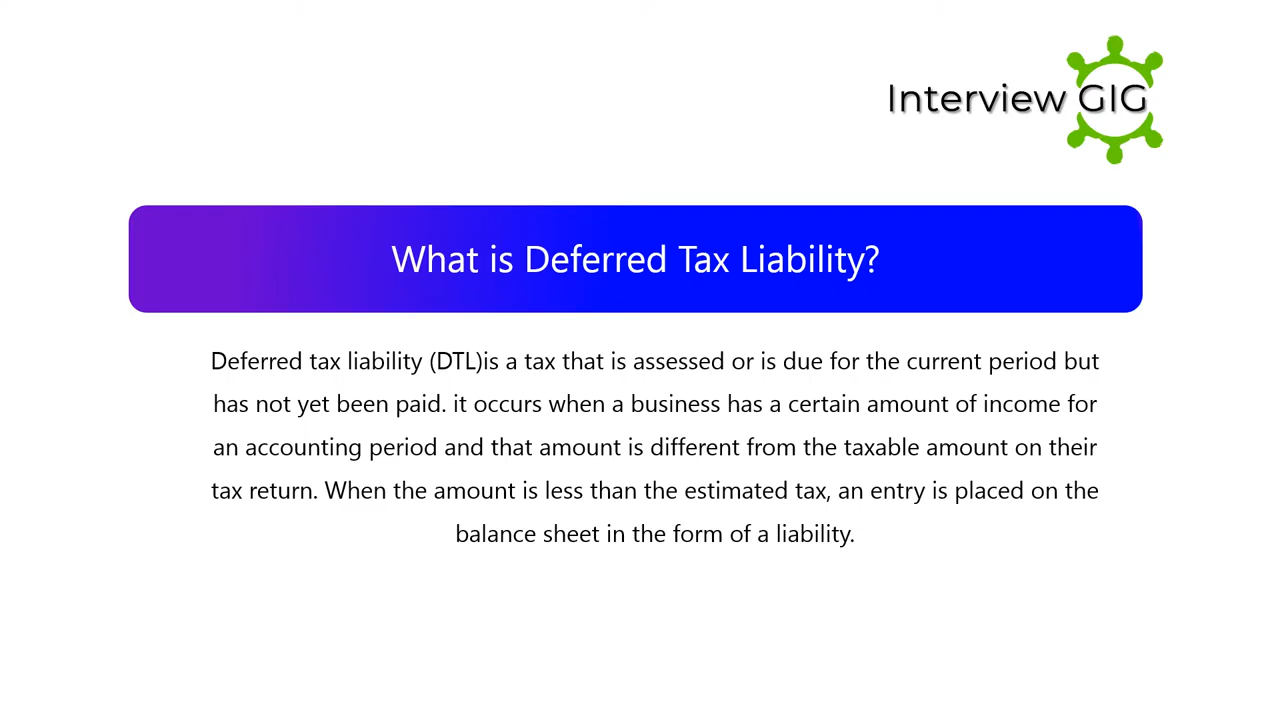 Interview GIG
What is Deferred Tax Liability?
Deferred tax liability (DTL)is a tax that is assessed or is due for the current period but
has not yet been paid. it occurs when a business has a certain amount of income for
an accounting period and that amount is different from the taxable amount on their
tax return. When the amount is less than the estimated tax, an entry is placed on the
balance sheet in the form of a liability.